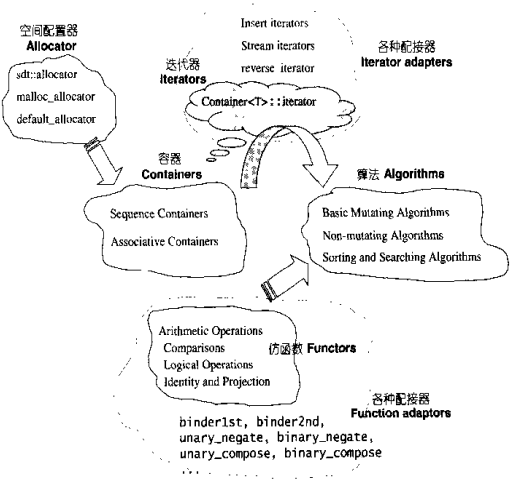 空间配置器
Allocator
sdt::allocator
malloc_allocator
default_allocator
Insert iterators
Stream iterators
reverse iterator
迭代器
iterators
各种配接器
Iterator adapters
Container<T>::iterator
容器
Containers
Sequence Containers
Associative Containers
算法 Algorithms
Basic Mutating Algorithms
Non-mutating Algorithms
Sorting and Searching Algorithms
Arithmetic Operations
Comparisons
Logical Operations
Identity and Projection
仿函数 Functors
各种配接器
Function adaptors
binder1st, binder2nd,
unary_negate, binary_negate,
unary_compose, binary_compose
...